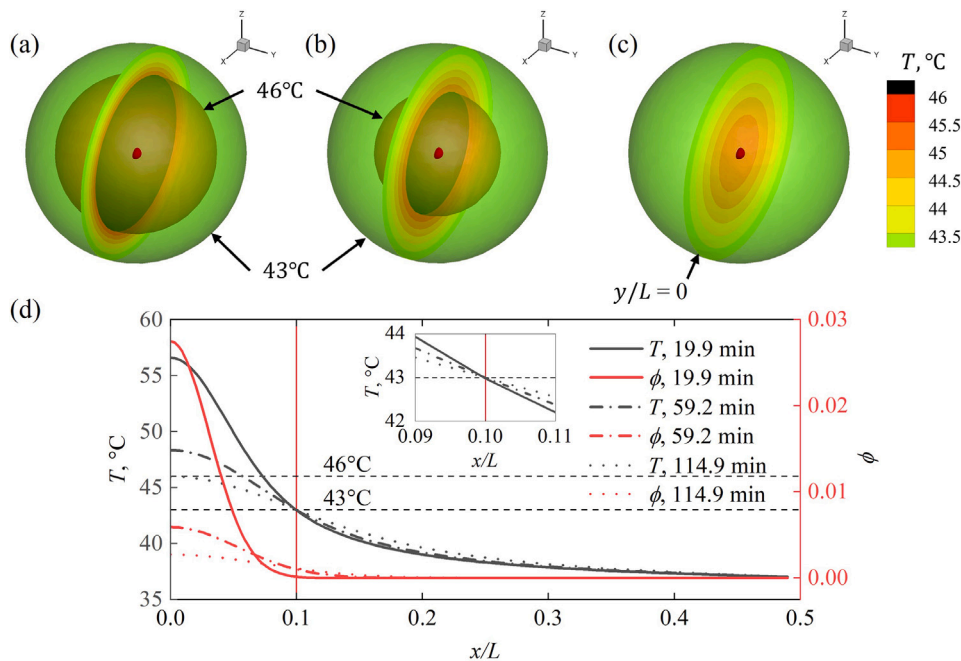 (a)
Z
X
Y
(b)
Z
X
Y
(c)
Z
X
Y
T, °C
46
45.5
45
44.5
44
43.5
46°C
43°C
y/L = 0
(d)
60
55
50
45
40
35
T, °C
0.0
0.1
0.2
0.3
0.4
0.5
x/L
0.03
0.02
0.01
0.00
ϕ
46°C
43°C
44
43
42
T, °C
0.09
0.10
0.11
x/L
T, 19.9 min
ϕ, 19.9 min
T, 59.2 min
ϕ, 59.2 min
T, 114.9 min
ϕ, 114.9 min